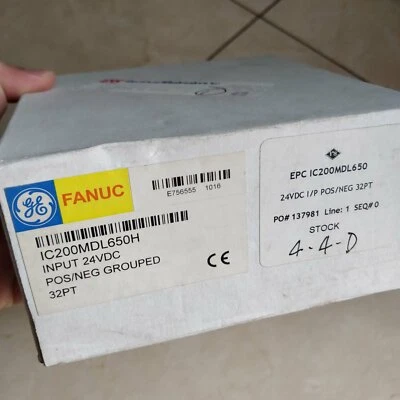 GE
FANUC
E756555 1016
IC200MDL650H
INPUT 24VDC
POS/NEG GROUPED
32PT
CE
EPC IC200MDL650
24VDC I/P POS/NEG 32PT
PO# 137981 Line: 1 SEQ# 0
STOCK
4-4-D